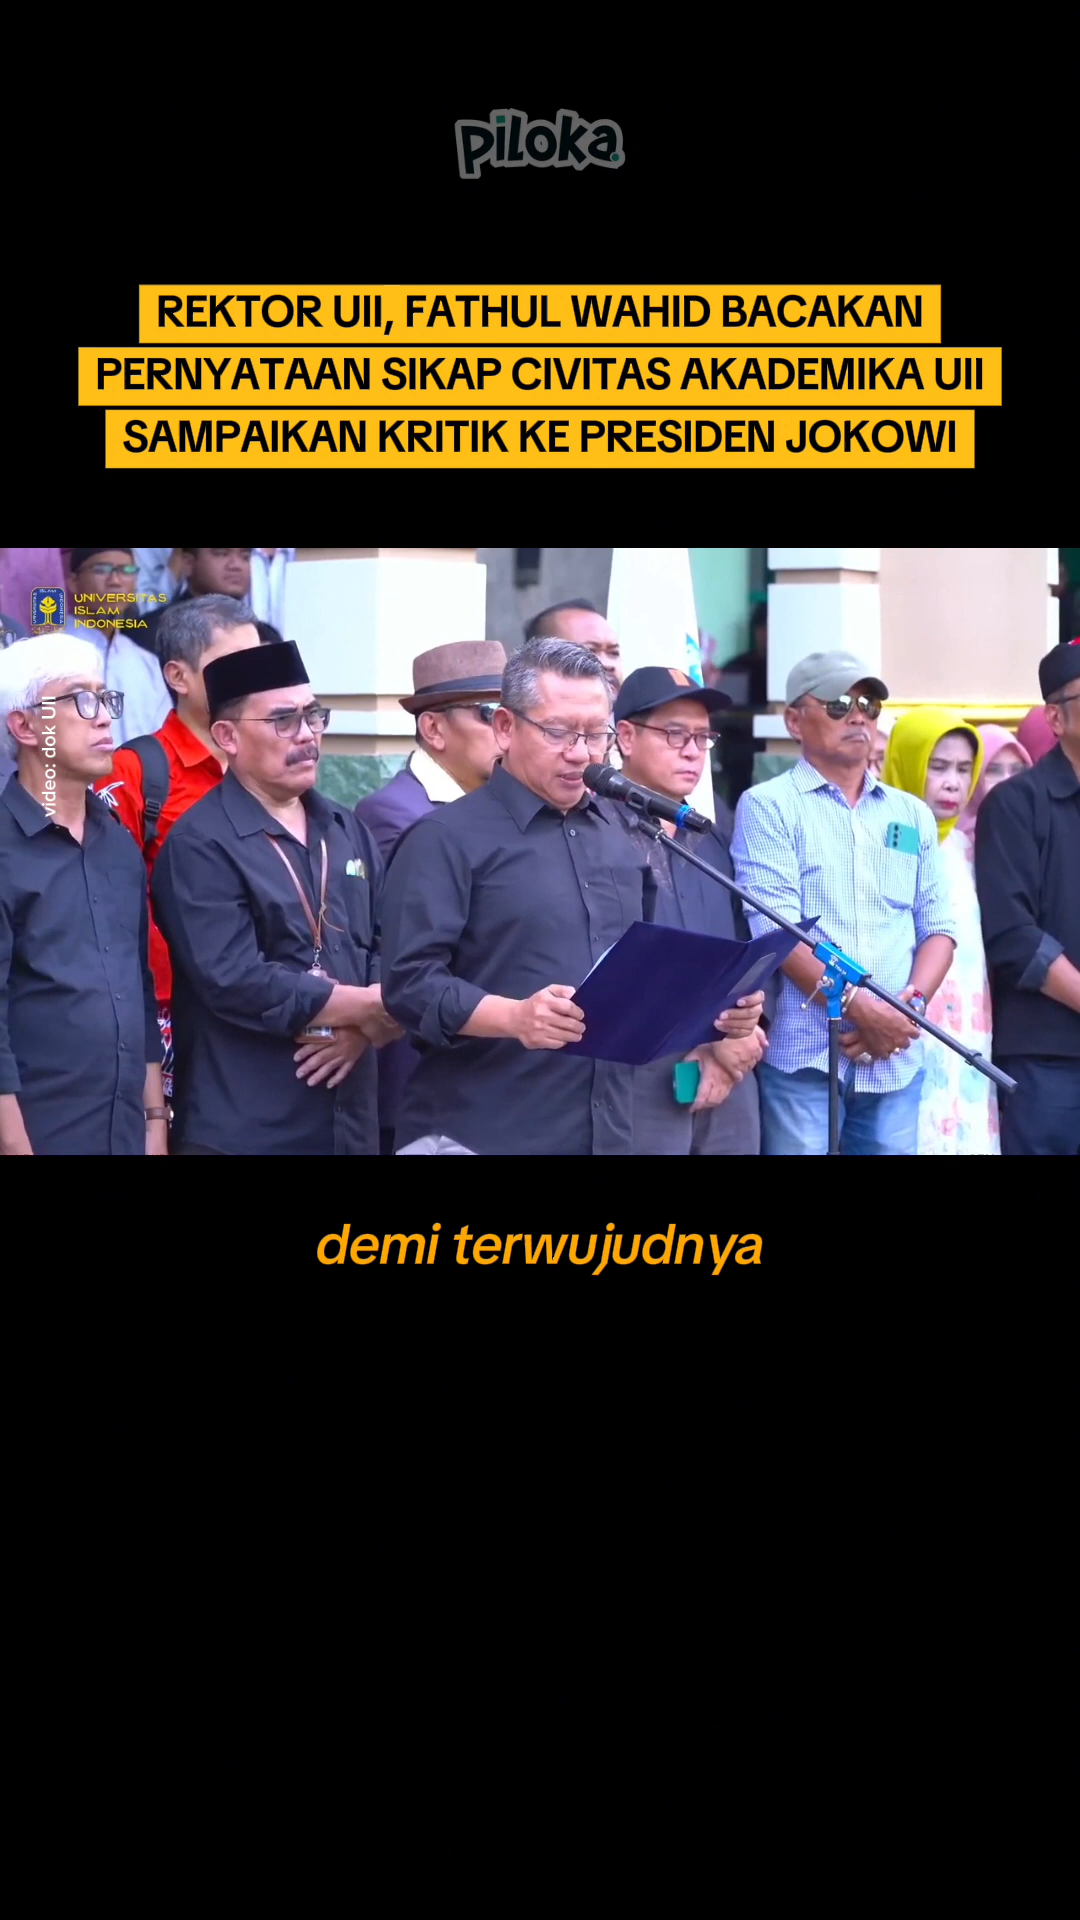 piloka.
REKTOR UII, FATHUL WAHID BACAKAN
PERNYATAAN SIKAP CIVITAS AKADEMIKA UII
SAMPAIKAN KRITIK KE PRESIDEN JOKOWI
UNIVERSITAS
ISLAM
INDONESIA
video: dok UII
demi terwujudnya